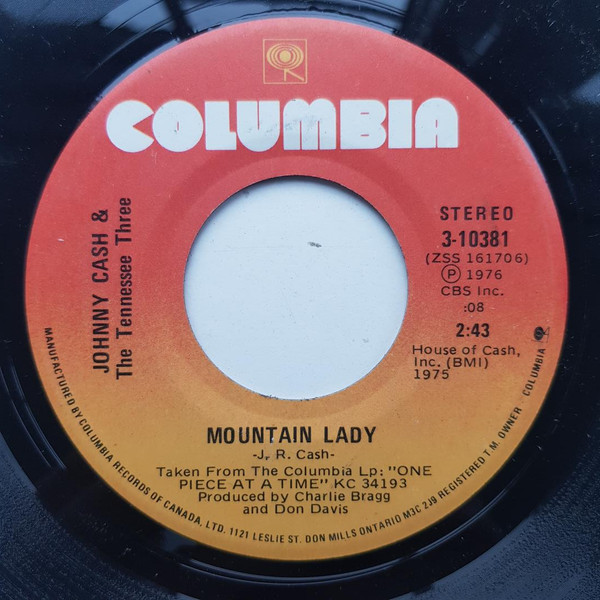 COLUMBIA
JOHNNY CASH &
The Tennessee Three
STEREO
3-10381
(ZSS 161706)
Ⓟ 1976
CBS Inc.
:08
2:43
House of Cash,
Inc. (BMI)
1975
MOUNTAIN LADY
-J. R. Cash-
Taken From The Columbia Lp: "ONE
PIECE AT A TIME" KC 34193
Produced by Charlie Bragg
and Don Davis
MANUFACTURED BY COLUMBIA RECORDS OF CANADA, LTD. 1121 LESLIE ST. DON MILLS ONTARIO M3C 2J9 REGISTERED T.M. OWNER COLUMBIA